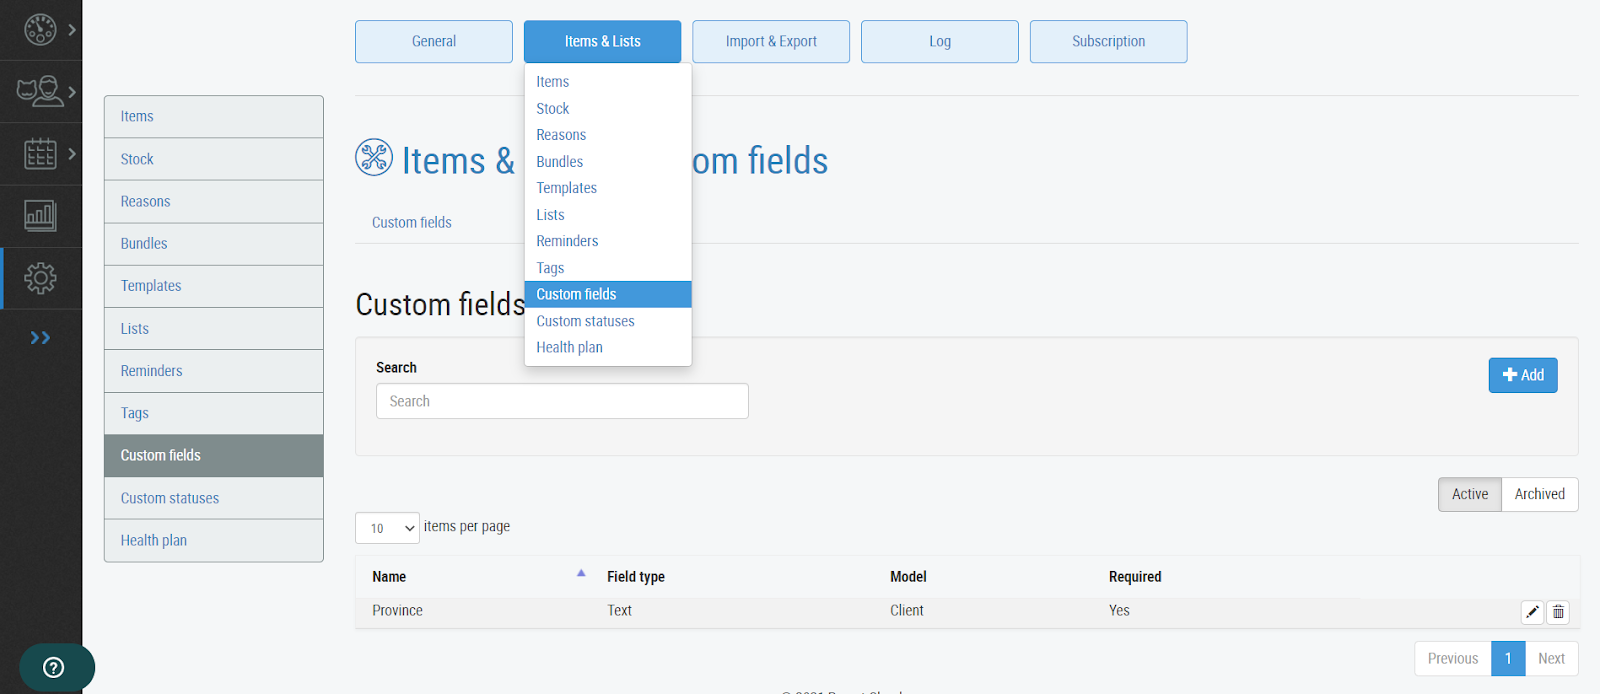 General
Items & Lists
Import & Export
Log
Subscription
Items
Stock
Reasons
Bundles
Templates
Lists
Reminders
Tags
Custom fields
Custom statuses
Health plan
Items
Stock
Reasons
Bundles
Templates
Lists
Reminders
Tags
Custom fields
Custom statuses
Health plan
Items & om fields
Custom fields
Custom fields
Search
Search
Add
Active Archived
10 items per page
Name Field type Model Required
Province Text Client Yes
Previous 1 Next